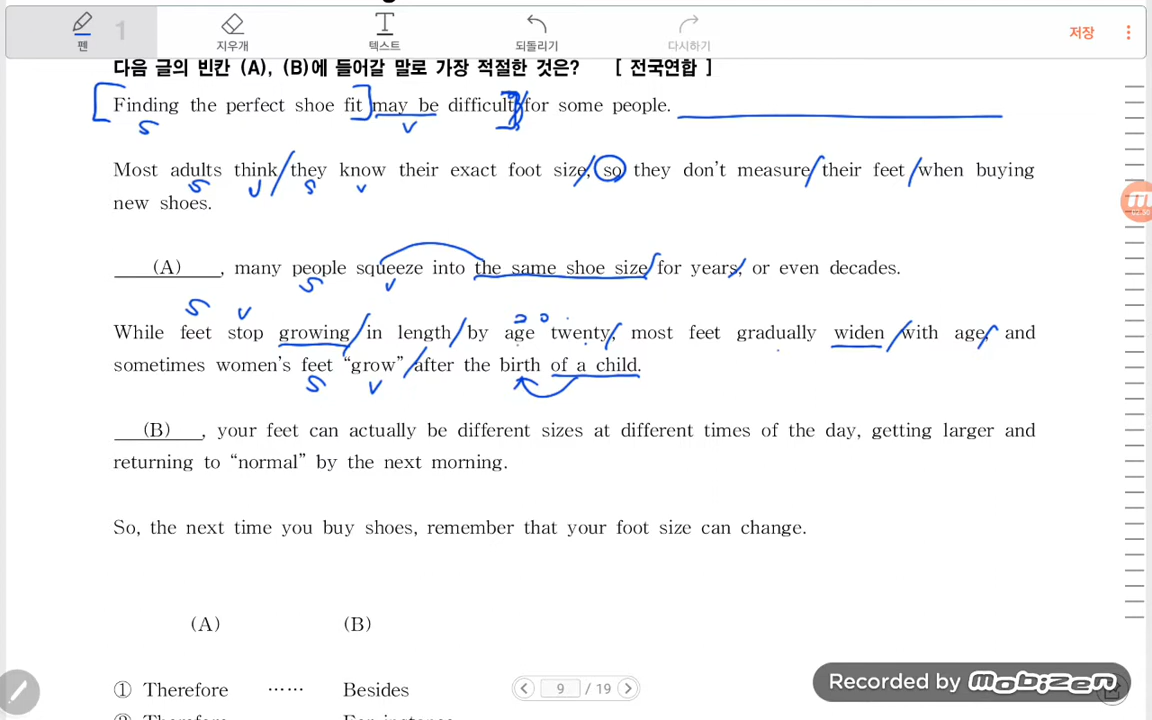 1
펜
지우개
텍스트
되돌리기
다시하기
저장
다음 글의 빈칸 (A), (B)에 들어갈 말로 가장 적절한 것은? [ 전국연합 ]
Finding the perfect shoe fit may be difficult for some people.
S V
Most adults think they know their exact foot size, so they don't measure their feet when buying
S V S V
new shoes.
(A) , many people squeeze into the same shoe size for years, or even decades.
S V
S V 20
While feet stop growing in length by age twenty, most feet gradually widen with age, and
sometimes women's feet “grow” after the birth of a child.
S V
(B) , your feet can actually be different sizes at different times of the day, getting larger and
returning to “normal” by the next morning.
So, the next time you buy shoes, remember that your foot size can change.
(A) (B)
① Therefore …… Besides
9 / 19
Recorded by mobizen